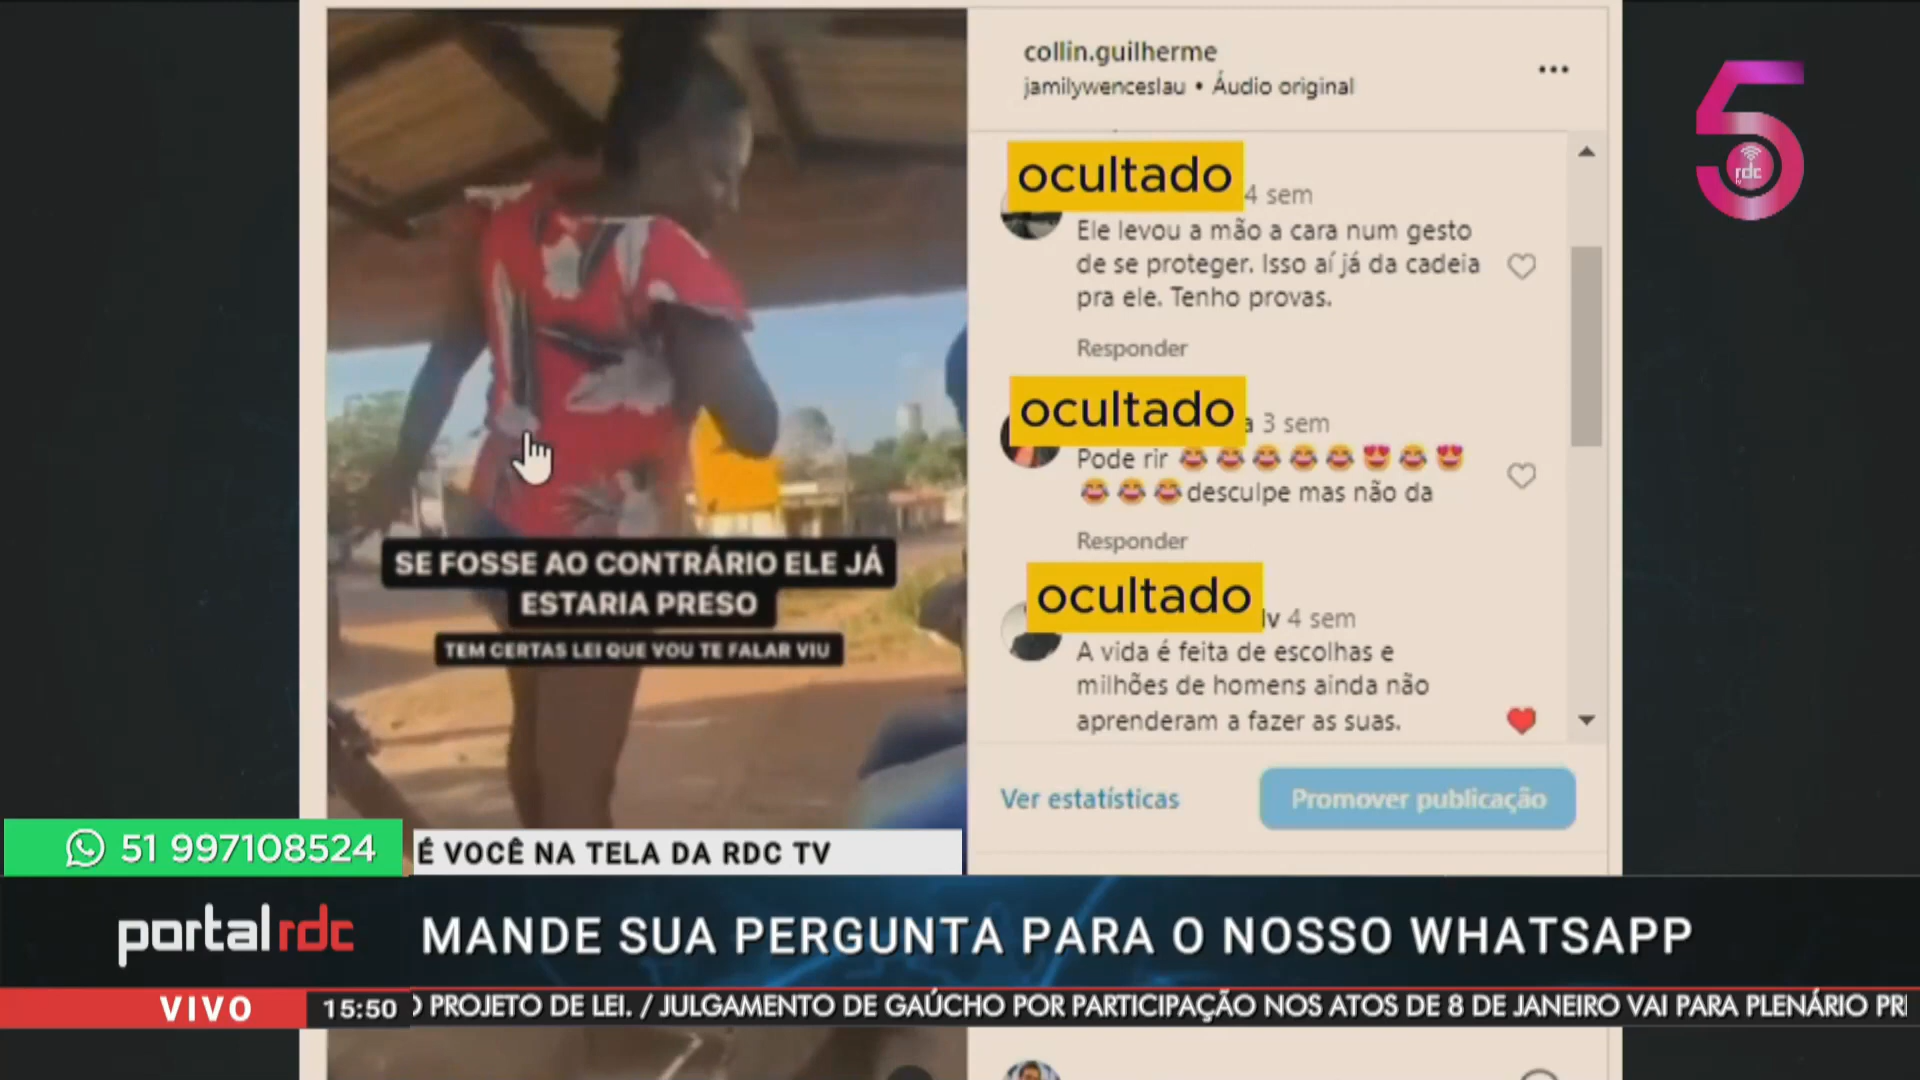 collin.guilherme
jamilywenceslau • Áudio original
5
rdc
tv
ocultado
4 sem
Ele levou a mão a cara num gesto
de se proteger. Isso aí já da cadeia
pra ele. Tenho provas.
Responder
ocultado
a 3 sem
Pode rir 😂😂😂😂😂😍😂😍
😂😂😂desculpe mas não da
Responder
ocultado
lv 4 sem
A vida é feita de escolhas e
milhões de homens ainda não
aprenderam a fazer as suas.
Ver estatísticas
Promover publicação
SE FOSSE AO CONTRÁRIO ELE JÁ
ESTARIA PRESO
TEM CERTAS LEI QUE VOU TE FALAR VIU
51 997108524
É VOCÊ NA TELA DA RDC TV
portal rdc
MANDE SUA PERGUNTA PARA O NOSSO WHATSAPP
VIVO
15:50
O PROJETO DE LEI. / JULGAMENTO DE GAÚCHO POR PARTICIPAÇÃO NOS ATOS DE 8 DE JANEIRO VAI PARA PLENÁRIO PR